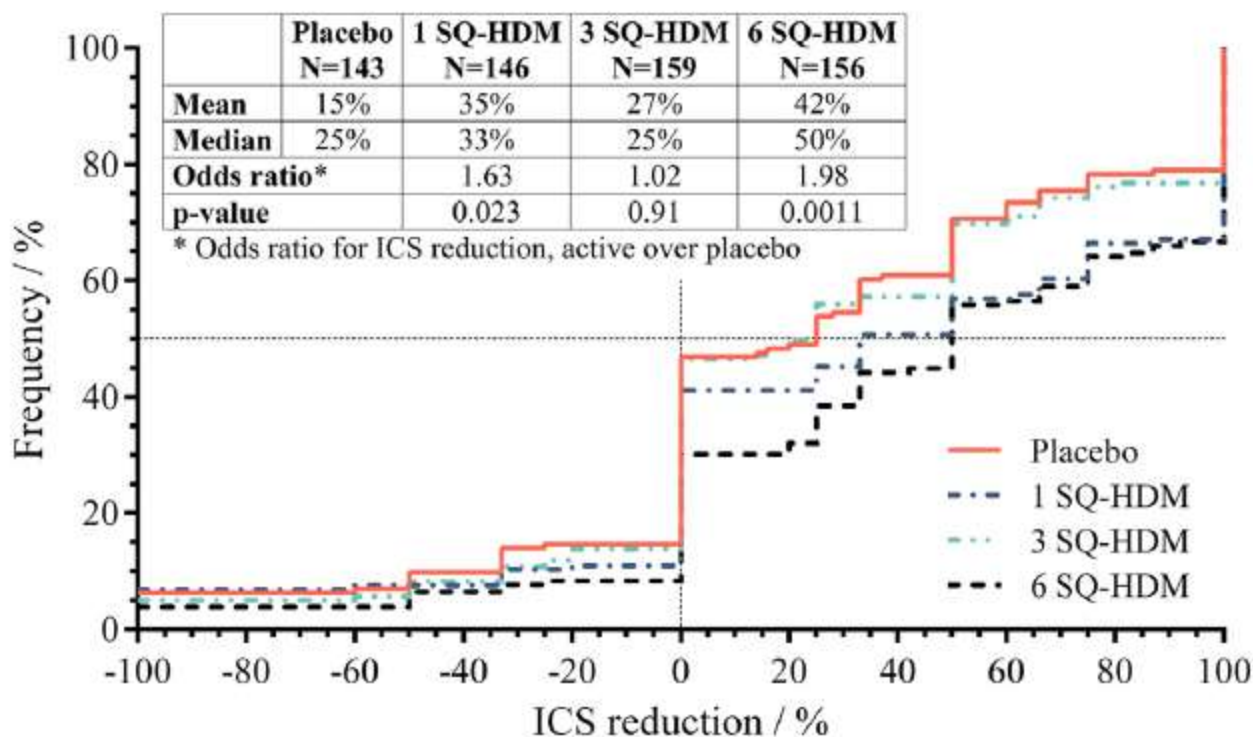 Placebo 1 SQ-HDM 3 SQ-HDM 6 SQ-HDM
N=143 N=146 N=159 N=156
Mean 15% 35% 27% 42%
Median 25% 33% 25% 50%
Odds ratio* 1.63 1.02 1.98
p-value 0.023 0.91 0.0011
* Odds ratio for ICS reduction, active over placebo
Frequency / %
100
80
60
40
20
0
Placebo
1 SQ-HDM
3 SQ-HDM
6 SQ-HDM
-100 -80 -60 -40 -20 0 20 40 60 80 100
ICS reduction / %